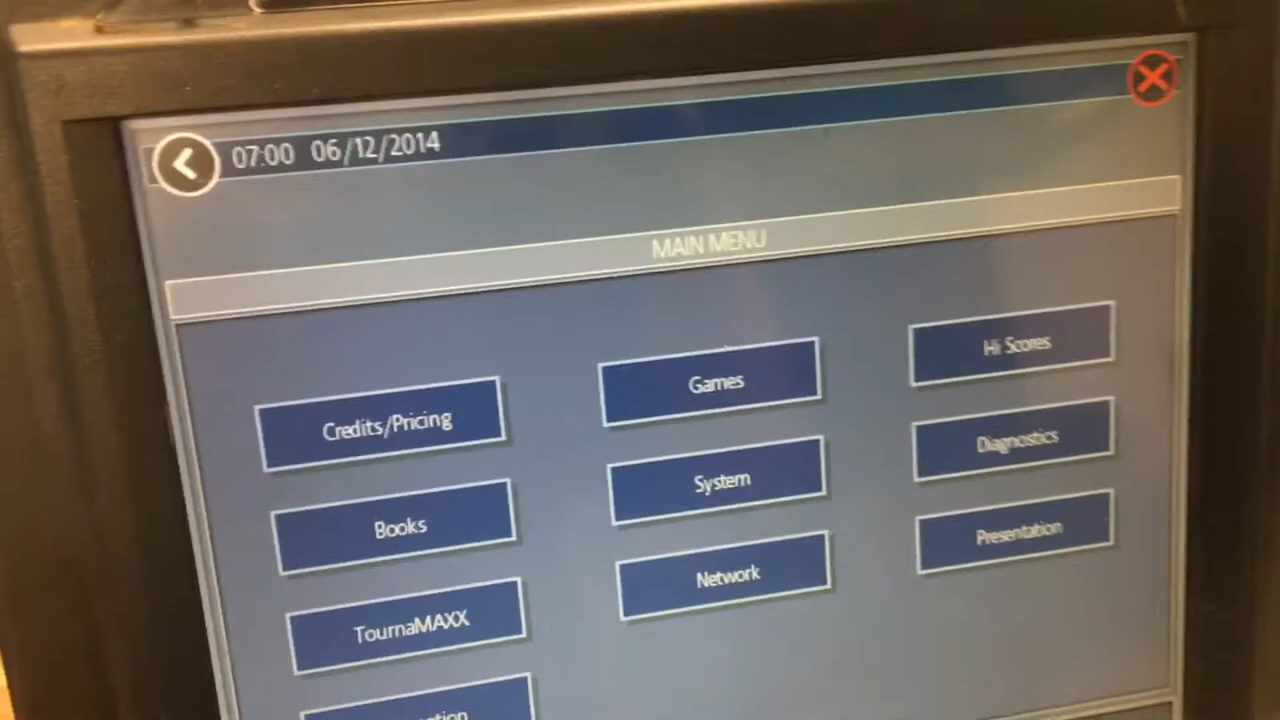 07:00 06/12/2014
MAIN MENU
Credits/Pricing
Games
Hi Scores
Books
System
Diagnostics
TournaMAXX
Network
Presentation